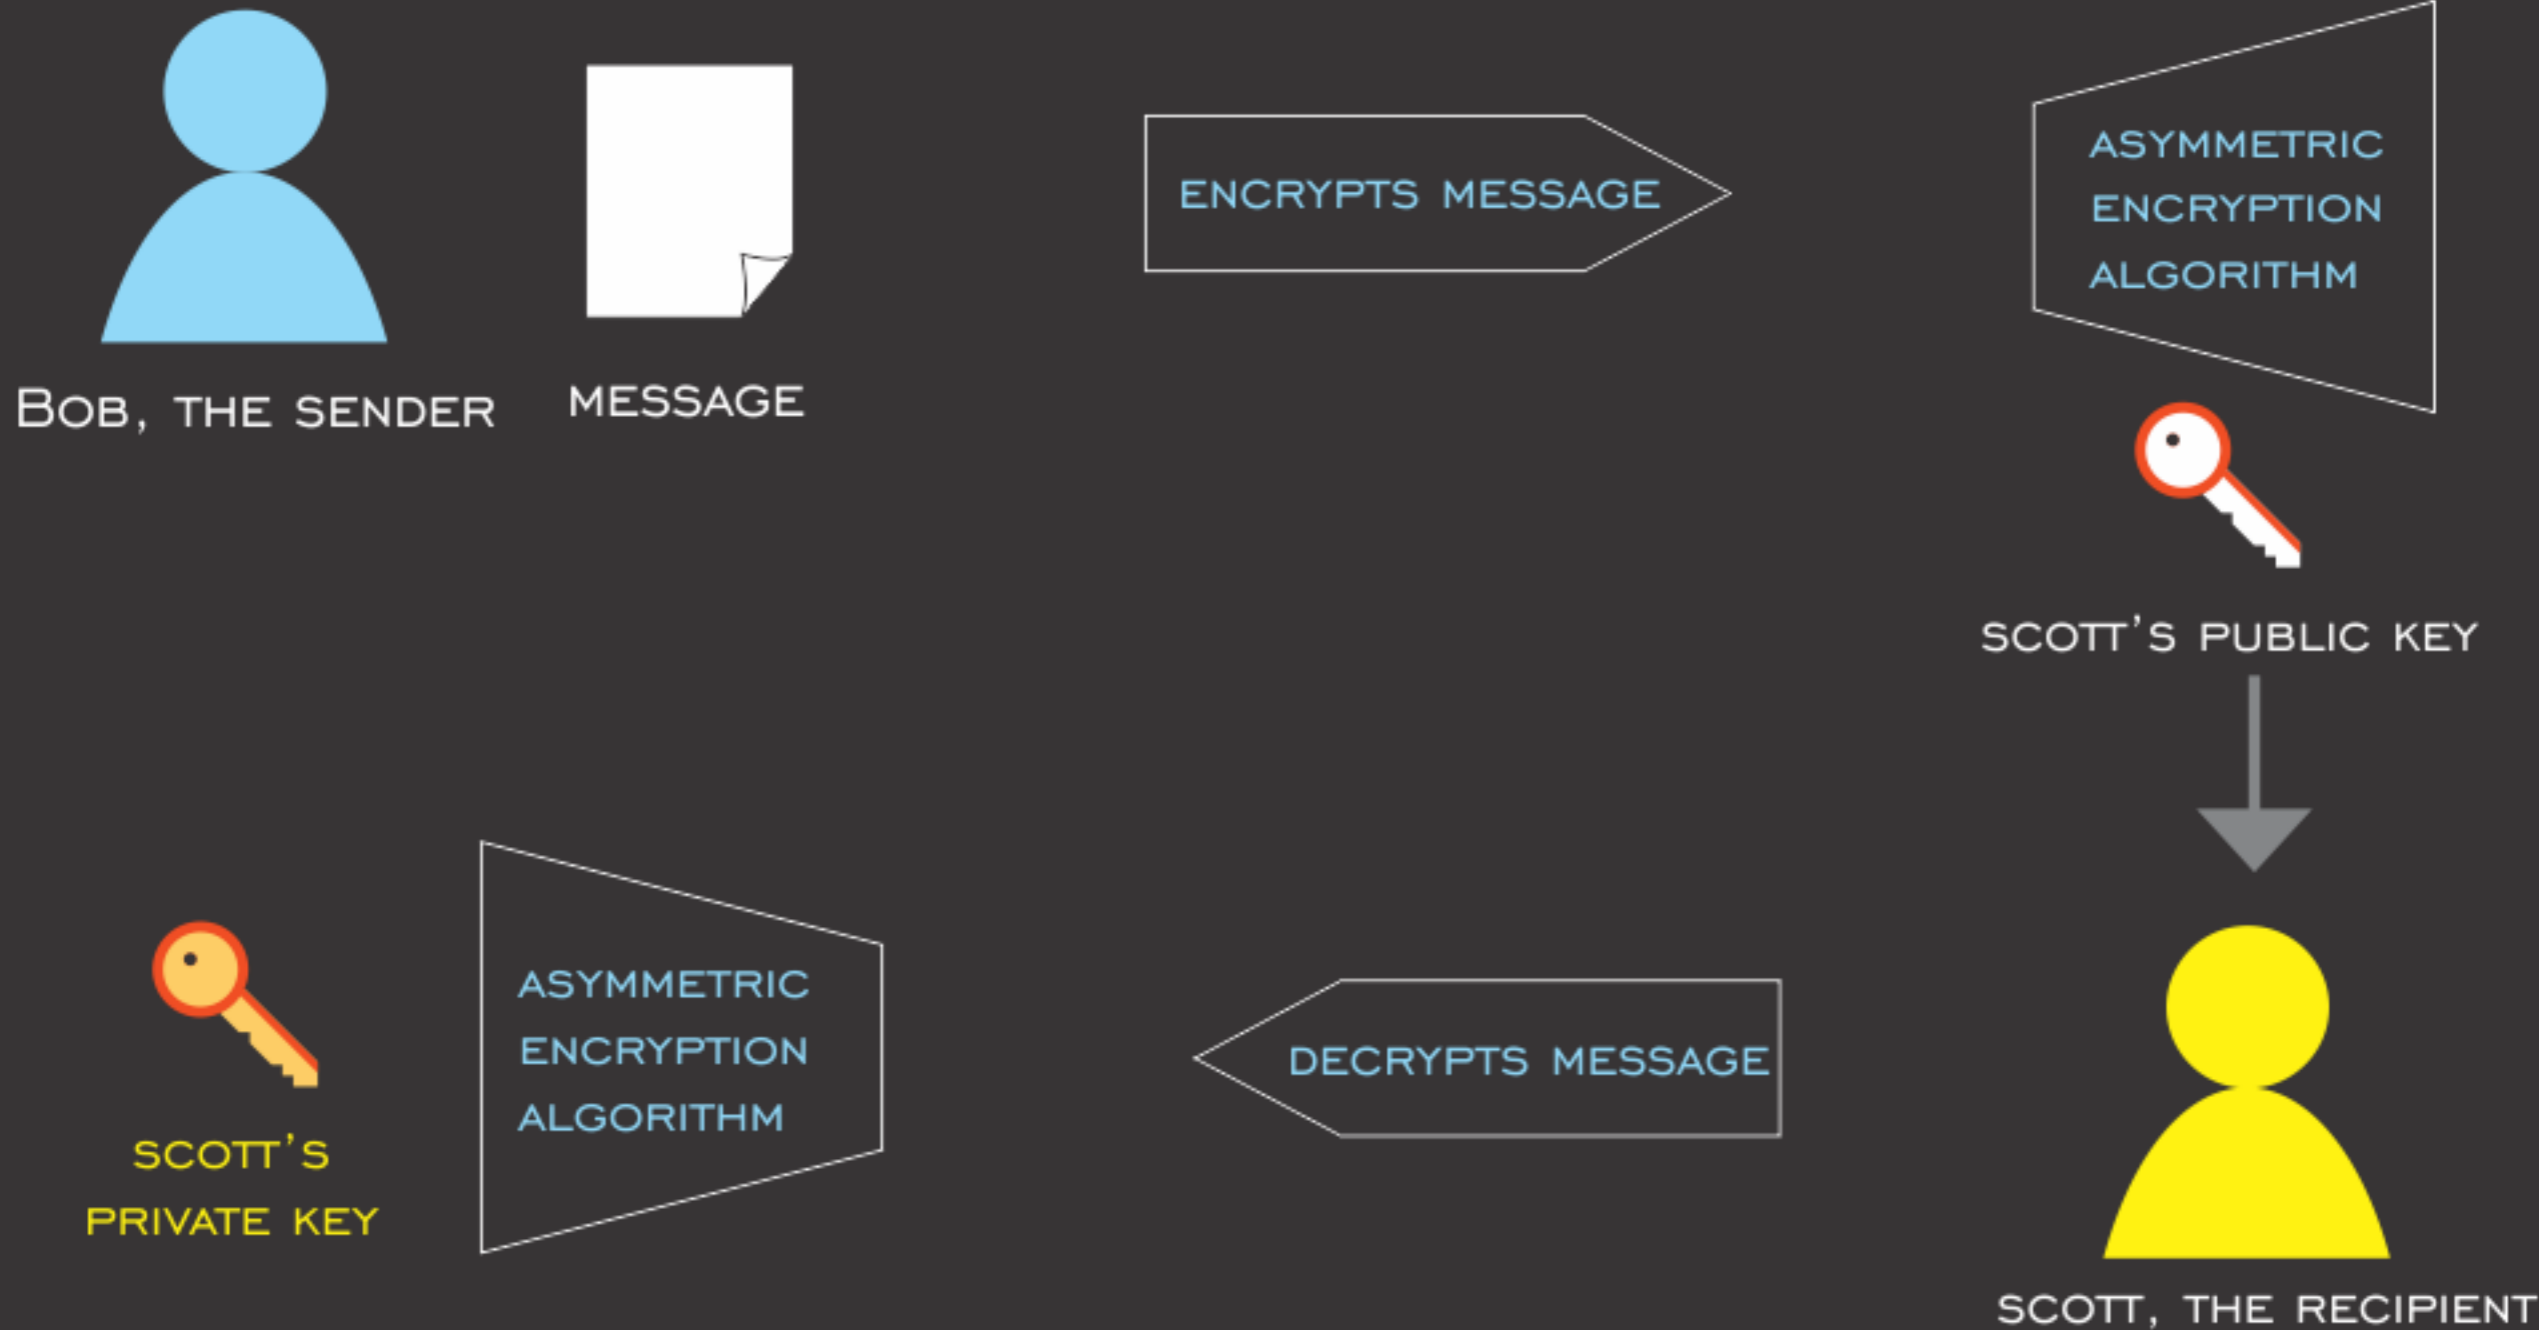 BOB, THE SENDER
MESSAGE
ENCRYPTS MESSAGE
ASYMMETRIC
ENCRYPTION
ALGORITHM
SCOTT'S PUBLIC KEY
SCOTT'S
PRIVATE KEY
ASYMMETRIC
ENCRYPTION
ALGORITHM
DECRYPTS MESSAGE
SCOTT, THE RECIPIENT